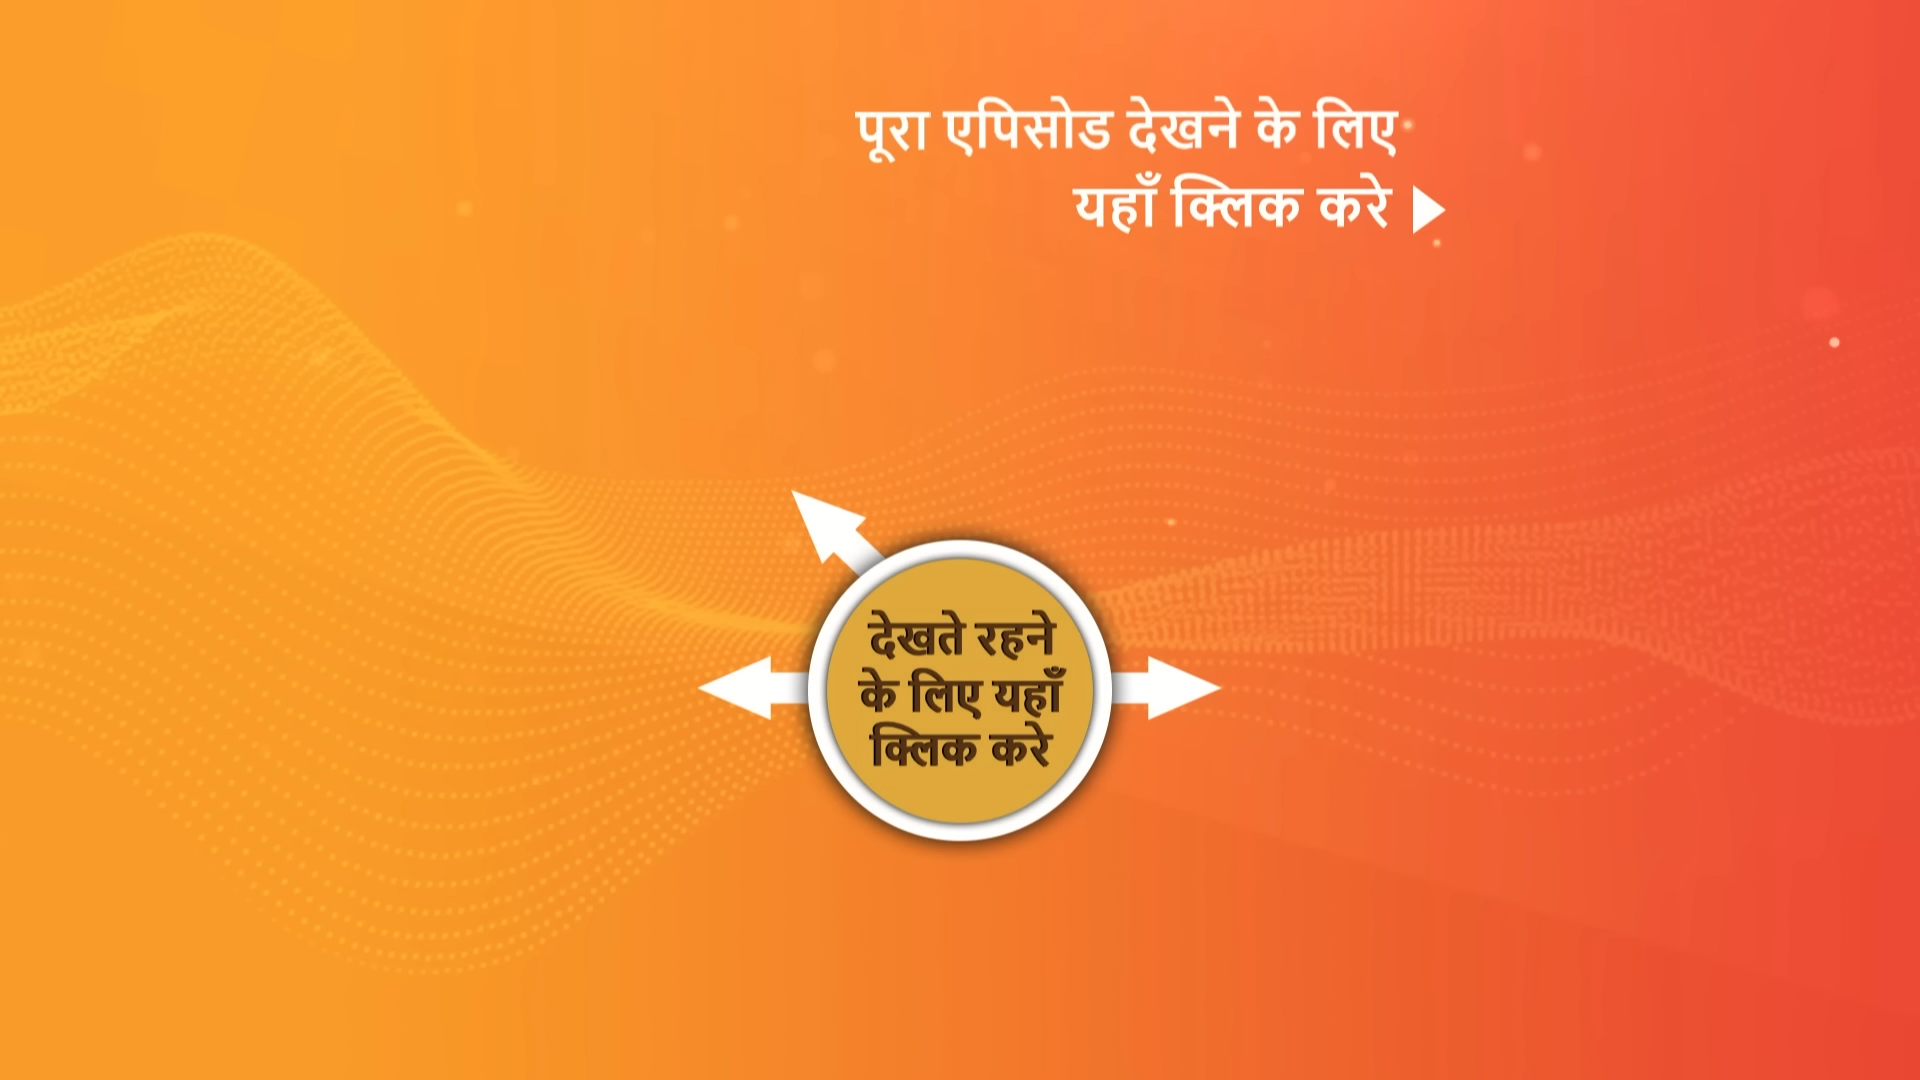 पूरा एपिसोड देखने के लिए
यहाँ क्लिक करे
देखते रहने
के लिए यहाँ
क्लिक करे